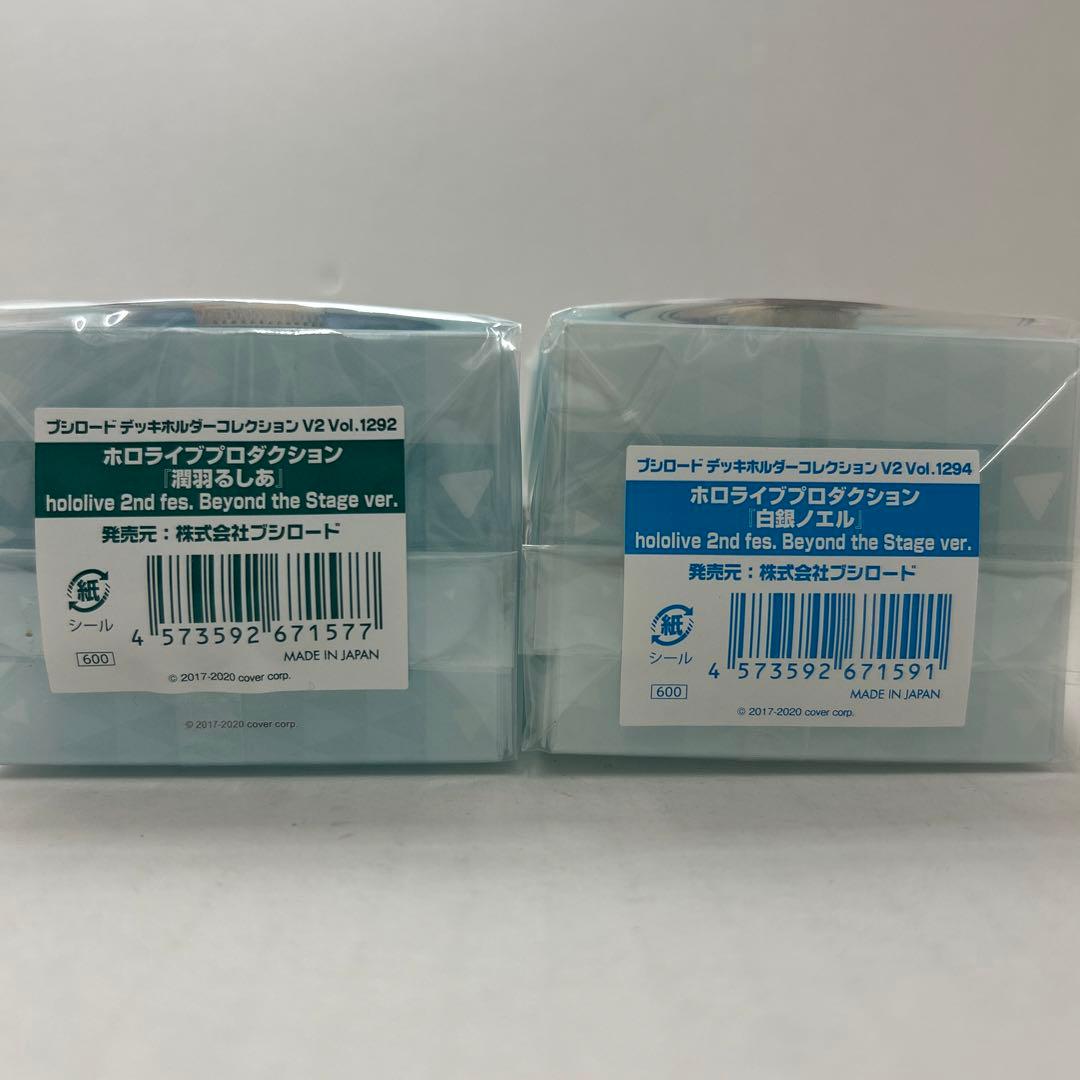 ブシロード デッキホルダーコレクション V2 Vol.1292
ホロライブプロダクション
『潤羽るしあ』
hololive 2nd fes. Beyond the Stage ver.
発売元：株式会社ブシロード
紙
シール
4 573592 671577
600
MADE IN JAPAN
© 2017-2020 cover corp.
© 2017-2020 cover corp.
ブシロード デッキホルダーコレクション V2 Vol.1294
ホロライブプロダクション
『白銀ノエル』
hololive 2nd fes. Beyond the Stage ver.
発売元：株式会社ブシロード
紙
シール
4 573592 671591
600
MADE IN JAPAN
© 2017-2020 cover corp.